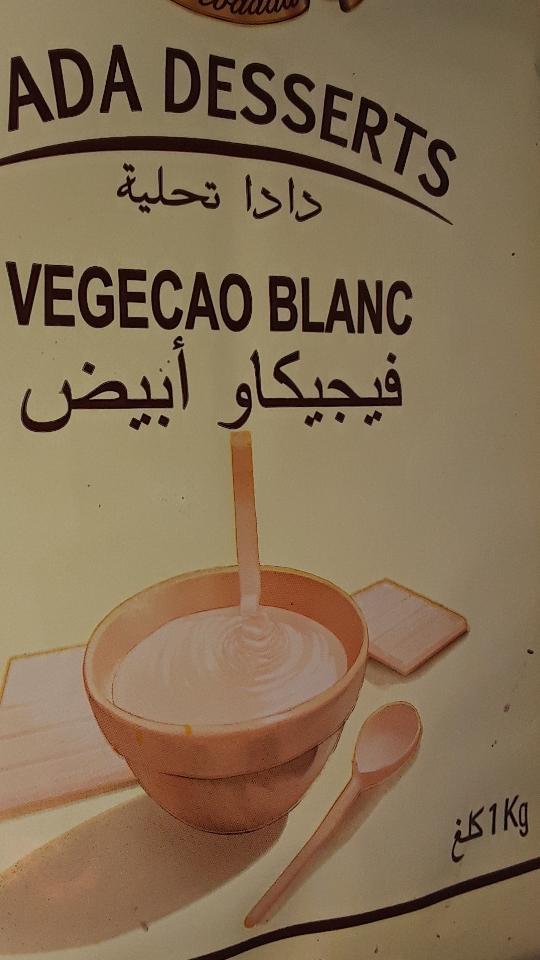 ADA DESSERTS
دادا تحلية
VEGECAO BLANC
فيجيكاو أبيض
1Kg كلغ